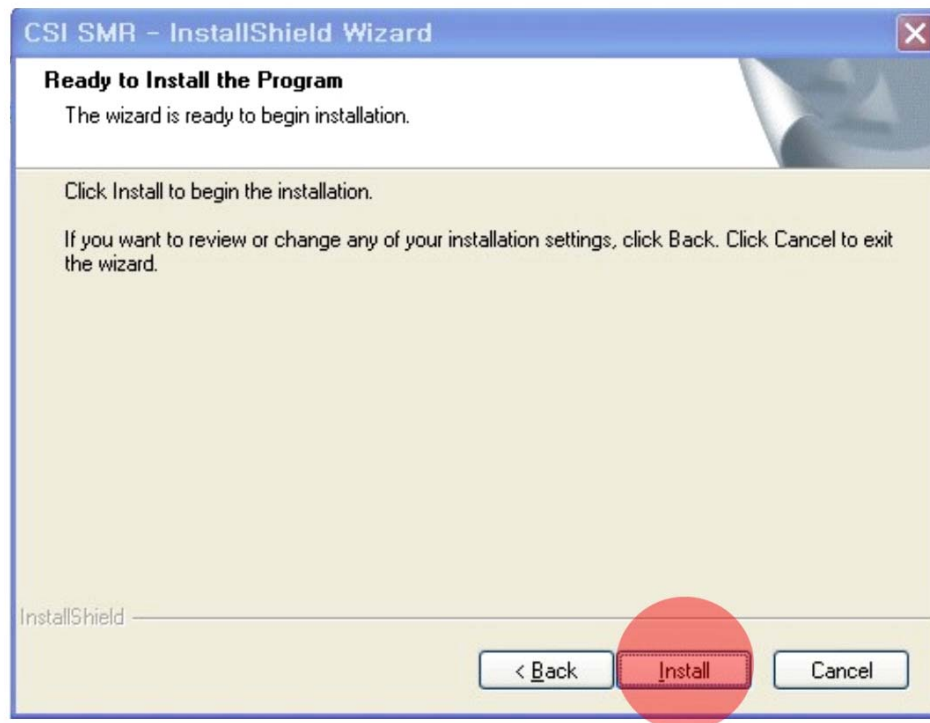 CSI SMR - InstallShield Wizard
Ready to Install the Program
The wizard is ready to begin installation.
Click Install to begin the installation.
If you want to review or change any of your installation settings, click Back. Click Cancel to exit
the wizard.
InstallShield
< Back
Install
Cancel